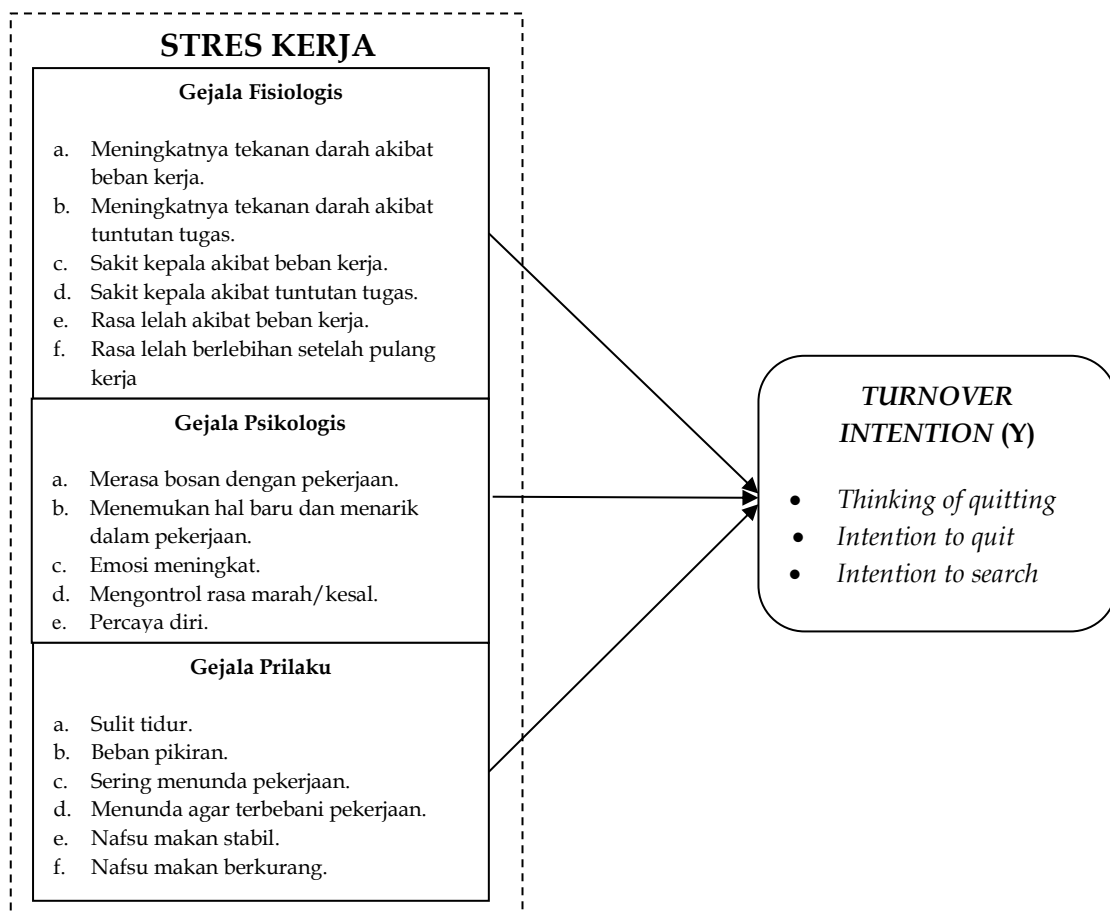 STRES KERJA
Gejala Fisiologis
a. Meningkatnya tekanan darah akibat
beban kerja.
b. Meningkatnya tekanan darah akibat
tuntutan tugas.
c. Sakit kepala akibat beban kerja.
d. Sakit kepala akibat tuntutan tugas.
e. Rasa lelah akibat beban kerja.
f. Rasa lelah berlebihan setelah pulang
kerja
Gejala Psikologis
a. Merasa bosan dengan pekerjaan.
b. Menemukan hal baru dan menarik
dalam pekerjaan.
c. Emosi meningkat.
d. Mengontrol rasa marah/kesal.
e. Percaya diri.
Gejala Prilaku
a. Sulit tidur.
b. Beban pikiran.
c. Sering menunda pekerjaan.
d. Menunda agar terbebani pekerjaan.
e. Nafsu makan stabil.
f. Nafsu makan berkurang.
TURNOVER
INTENTION (Y)
• Thinking of quitting
• Intention to quit
• Intention to search